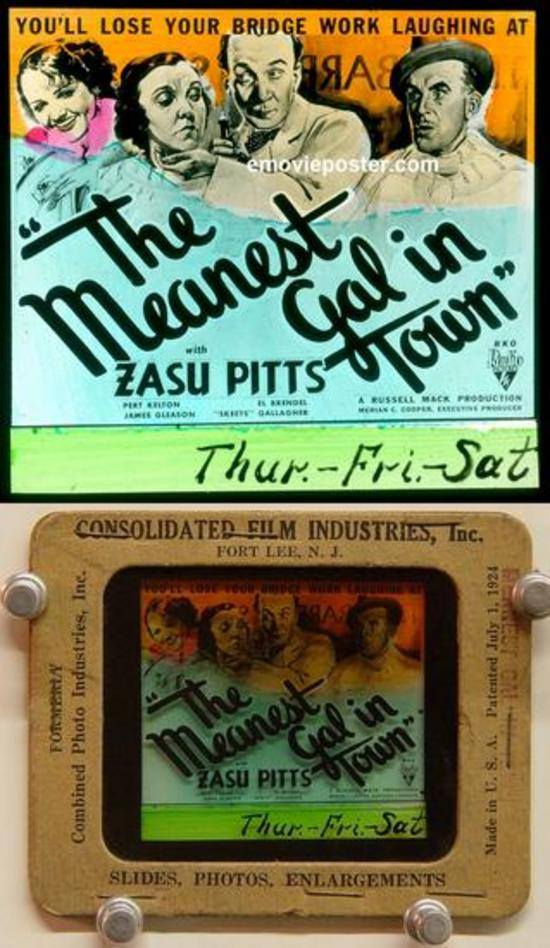 YOU'LL LOSE YOUR BRIDGE WORK LAUGHING AT
BARB
emovieposter.com
"The
Meanest
Gal in
Town"
with
ZASU PITTS
PERT KELTON EL BRENDEL
JAMES GLEASON "SKEETS" GALLAGHER
RKO
Radio
A RUSSELL MACK PRODUCTION
MERIAN C. COOPER, EXECUTIVE PRODUCER
Thur.-Fri.-Sat
CONSOLIDATED FILM INDUSTRIES, Inc.
FORT LEE, N. J.
FORMERLY
Combined Photo Industries, Inc.
YOU'LL LOSE YOUR BRIDGE WORK LAUGHING AT
"The
Meanest
Gal in
Town"
ZASU PITTS
Thur.-Fri.-Sat
Made in U. S. A. Patented July 1, 1924
SLIDES, PHOTOS, ENLARGEMENTS